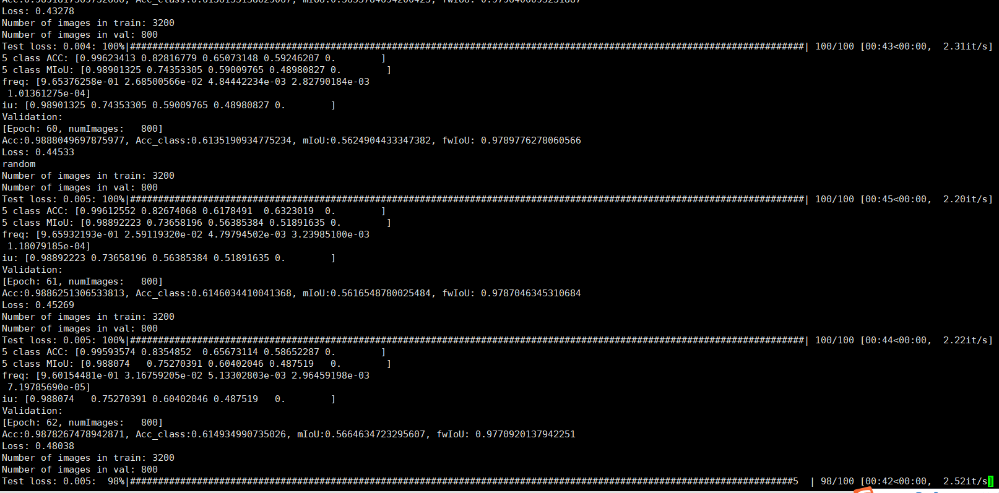 Acc:0.9891817569732666, Acc_class:0.6136153138029067, mIoU:0.5655784694200423, fwIoU: 0.9796400095231887
Loss: 0.43278
Number of images in train: 3200
Number of images in val: 800
Test loss: 0.004: 100%|#########################################################################################################################| 100/100 [00:43<00:00,  2.31it/s]
5 class ACC: [0.99623413 0.82816779 0.65073148 0.59246207 0.        ]
5 class MIoU: [0.98901325 0.74353305 0.59009765 0.48980827 0.        ]
freq: [9.65376258e-01 2.68500566e-02 4.84442234e-03 2.82790184e-03
 1.01361275e-04]
iu: [0.98901325 0.74353305 0.59009765 0.48980827 0.        ]
Validation:
[Epoch: 60, numImages:   800]
Acc:0.9888049697875977, Acc_class:0.6135190934775234, mIoU:0.5624904433347382, fwIoU: 0.9789776278060566
Loss: 0.44533
random
Number of images in train: 3200
Number of images in val: 800
Test loss: 0.005: 100%|#########################################################################################################################| 100/100 [00:45<00:00,  2.20it/s]
5 class ACC: [0.99612552 0.82674068 0.6178491  0.6323019  0.        ]
5 class MIoU: [0.98892223 0.73658196 0.56385384 0.51891635 0.        ]
freq: [9.65932193e-01 2.59119320e-02 4.79794502e-03 3.23985100e-03
 1.18079185e-04]
iu: [0.98892223 0.73658196 0.56385384 0.51891635 0.        ]
Validation:
[Epoch: 61, numImages:   800]
Acc:0.9886251306533813, Acc_class:0.6146034410041368, mIoU:0.5616548780025484, fwIoU: 0.9787046345310684
Loss: 0.45269
Number of images in train: 3200
Number of images in val: 800
Test loss: 0.005: 100%|#########################################################################################################################| 100/100 [00:44<00:00,  2.22it/s]
5 class ACC: [0.99593574 0.8354852  0.65673114 0.58652287 0.        ]
5 class MIoU: [0.988074   0.75270391 0.60402046 0.487519   0.        ]
freq: [9.60154481e-01 3.16759205e-02 5.13302803e-03 2.96459198e-03
 7.19785690e-05]
iu: [0.988074   0.75270391 0.60402046 0.487519   0.        ]
Validation:
[Epoch: 62, numImages:   800]
Acc:0.9878267478942871, Acc_class:0.614934990735026, mIoU:0.5664634723295607, fwIoU: 0.9770920137942251
Loss: 0.48038
Number of images in train: 3200
Number of images in val: 800
Test loss: 0.005:  98%|#######################################################################################################################5  | 98/100 [00:42<00:00,  2.52it/s]